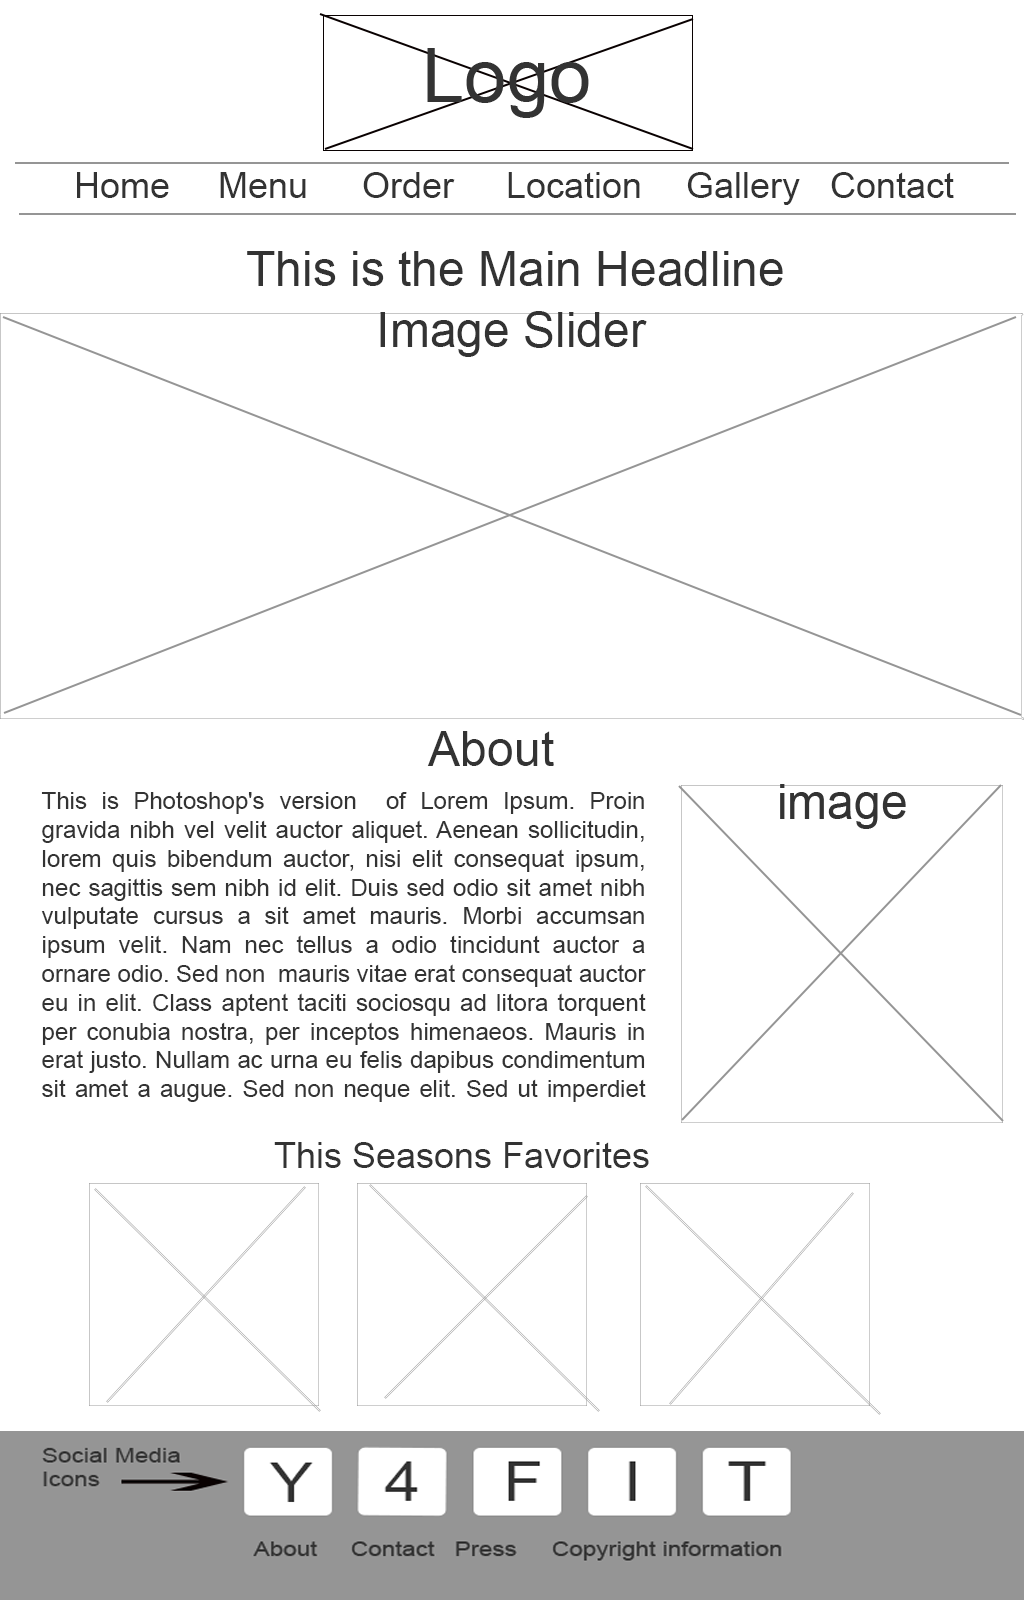 Logo
Home Menu Order Location Gallery Contact
This is the Main Headline
Image Slider
About
This is Photoshop's version of Lorem Ipsum. Proin
gravida nibh vel velit auctor aliquet. Aenean sollicitudin,
lorem quis bibendum auctor, nisi elit consequat ipsum,
nec sagittis sem nibh id elit. Duis sed odio sit amet nibh
vulputate cursus a sit amet mauris. Morbi accumsan
ipsum velit. Nam nec tellus a odio tincidunt auctor a
ornare odio. Sed non mauris vitae erat consequat auctor
eu in elit. Class aptent taciti sociosqu ad litora torquent
per conubia nostra, per inceptos himenaeos. Mauris in
erat justo. Nullam ac urna eu felis dapibus condimentum
sit amet a augue. Sed non neque elit. Sed ut imperdiet
image
This Seasons Favorites
Social Media
Icons
Y 4 F I T
About Contact Press Copyright information